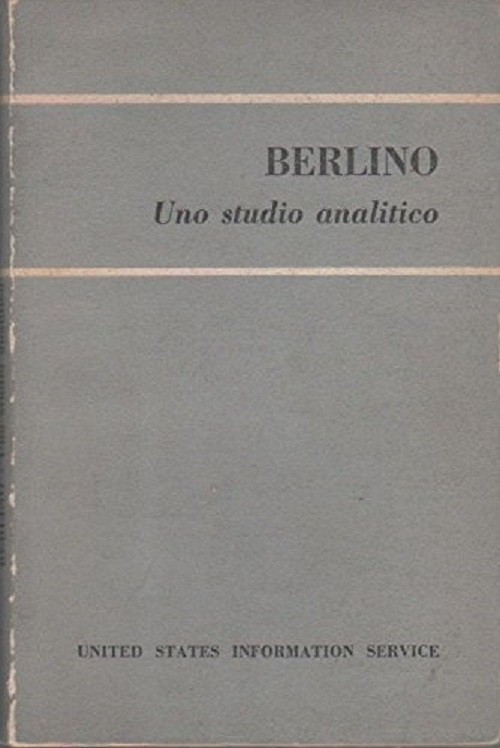 BERLINO
Uno studio analitico
UNITED STATES INFORMATION SERVICE